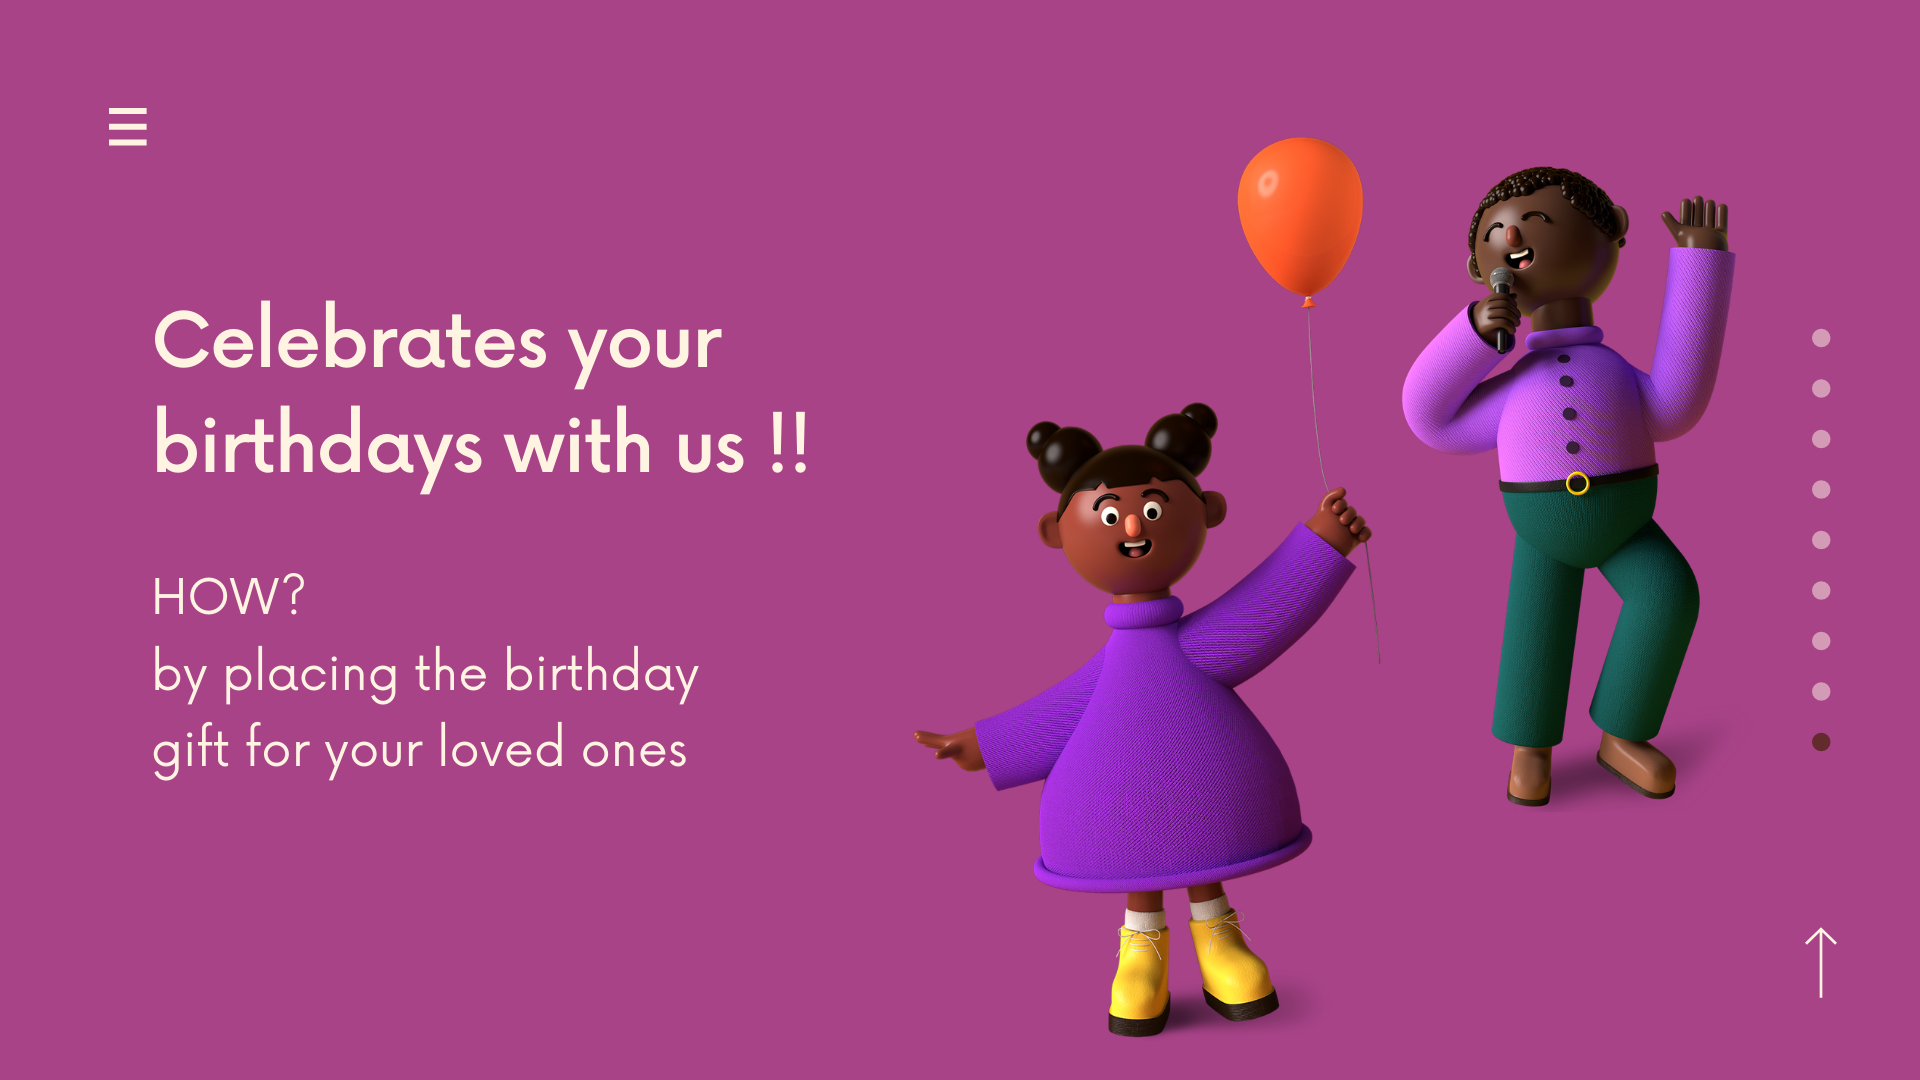 Celebrates your
birthdays with us !!
HOW?
by placing the birthday
gift for your loved ones